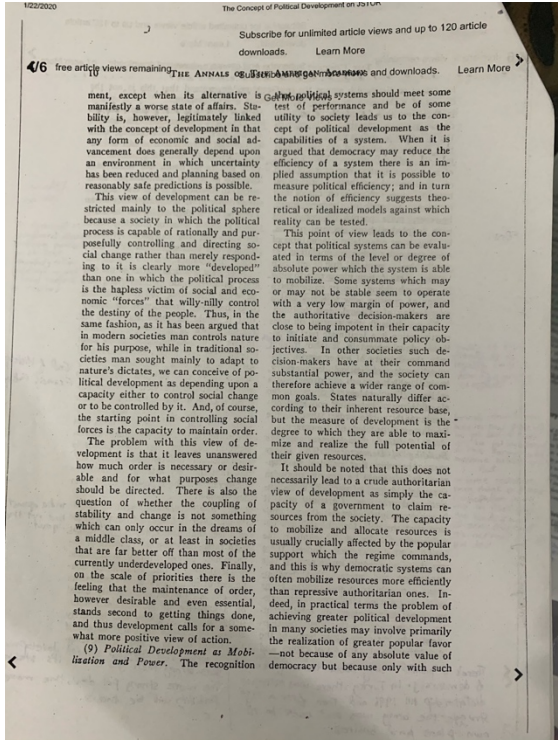 1/22/2020
The Concept of Political Development on JSTOR
Subscribe for unlimited article views and up to 120 article
downloads. Learn More
4/6 free article views remaining.
Subscribe and get more views and downloads. Learn More
Get More Views
10 THE ANNALS OF THE AMERICAN ACADEMY
ment, except when its alternative is
manifestly a worse state of affairs. Sta-
bility is, however, legitimately linked
with the concept of development in that
any form of economic and social ad-
vancement does generally depend upon
an environment in which uncertainty
has been reduced and planning based on
reasonably safe predictions is possible.
This view of development can be re-
stricted mainly to the political sphere
because a society in which the political
process is capable of rationally and pur-
posefully controlling and directing so-
cial change rather than merely respond-
ing to it is clearly more "developed"
than one in which the political process
is the hapless victim of social and eco-
nomic "forces" that willy-nilly control
the destiny of the people. Thus, in the
same fashion, as it has been argued that
in modern societies man controls nature
for his purpose, while in traditional so-
cieties man sought mainly to adapt to
nature's dictates, we can conceive of po-
litical development as depending upon a
capacity either to control social change
or to be controlled by it. And, of course,
the starting point in controlling social
forces is the capacity to maintain order.
The problem with this view of de-
velopment is that it leaves unanswered
how much order is necessary or desir-
able and for what purposes change
should be directed. There is also the
question of whether the coupling of
stability and change is not something
which can only occur in the dreams of
a middle class, or at least in societies
that are far better off than most of the
currently underdeveloped ones. Finally,
on the scale of priorities there is the
feeling that the maintenance of order,
however desirable and even essential,
stands second to getting things done,
and thus development calls for a some-
what more positive view of action.
(9) Political Development as Mobi-
lization and Power. The recognition
that political systems should meet some
test of performance and be of some
utility to society leads us to the con-
cept of political development as the
capabilities of a system. When it is
argued that democracy may reduce the
efficiency of a system there is an im-
plied assumption that it is possible to
measure political efficiency; and in turn
the notion of efficiency suggests theo-
retical or idealized models against which
reality can be tested.
This point of view leads to the con-
cept that political systems can be evalu-
ated in terms of the level or degree of
absolute power which the system is able
to mobilize. Some systems which may
or may not be stable seem to operate
with a very low margin of power, and
the authoritative decision-makers are
close to being impotent in their capacity
to initiate and consummate policy ob-
jectives. In other societies such de-
cision-makers have at their command
substantial power, and the society can
therefore achieve a wider range of com-
mon goals. States naturally differ ac-
cording to their inherent resource base,
but the measure of development is the
degree to which they are able to maxi-
mize and realize the full potential of
their given resources.
It should be noted that this does not
necessarily lead to a crude authoritarian
view of development as simply the ca-
pacity of a government to claim re-
sources from the society. The capacity
to mobilize and allocate resources is
usually crucially affected by the popular
support which the regime commands,
and this is why democratic systems can
often mobilize resources more efficiently
than repressive authoritarian ones. In-
deed, in practical terms the problem of
achieving greater political development
in many societies may involve primarily
the realization of greater popular favor
—not because of any absolute value of
democracy but because only with such